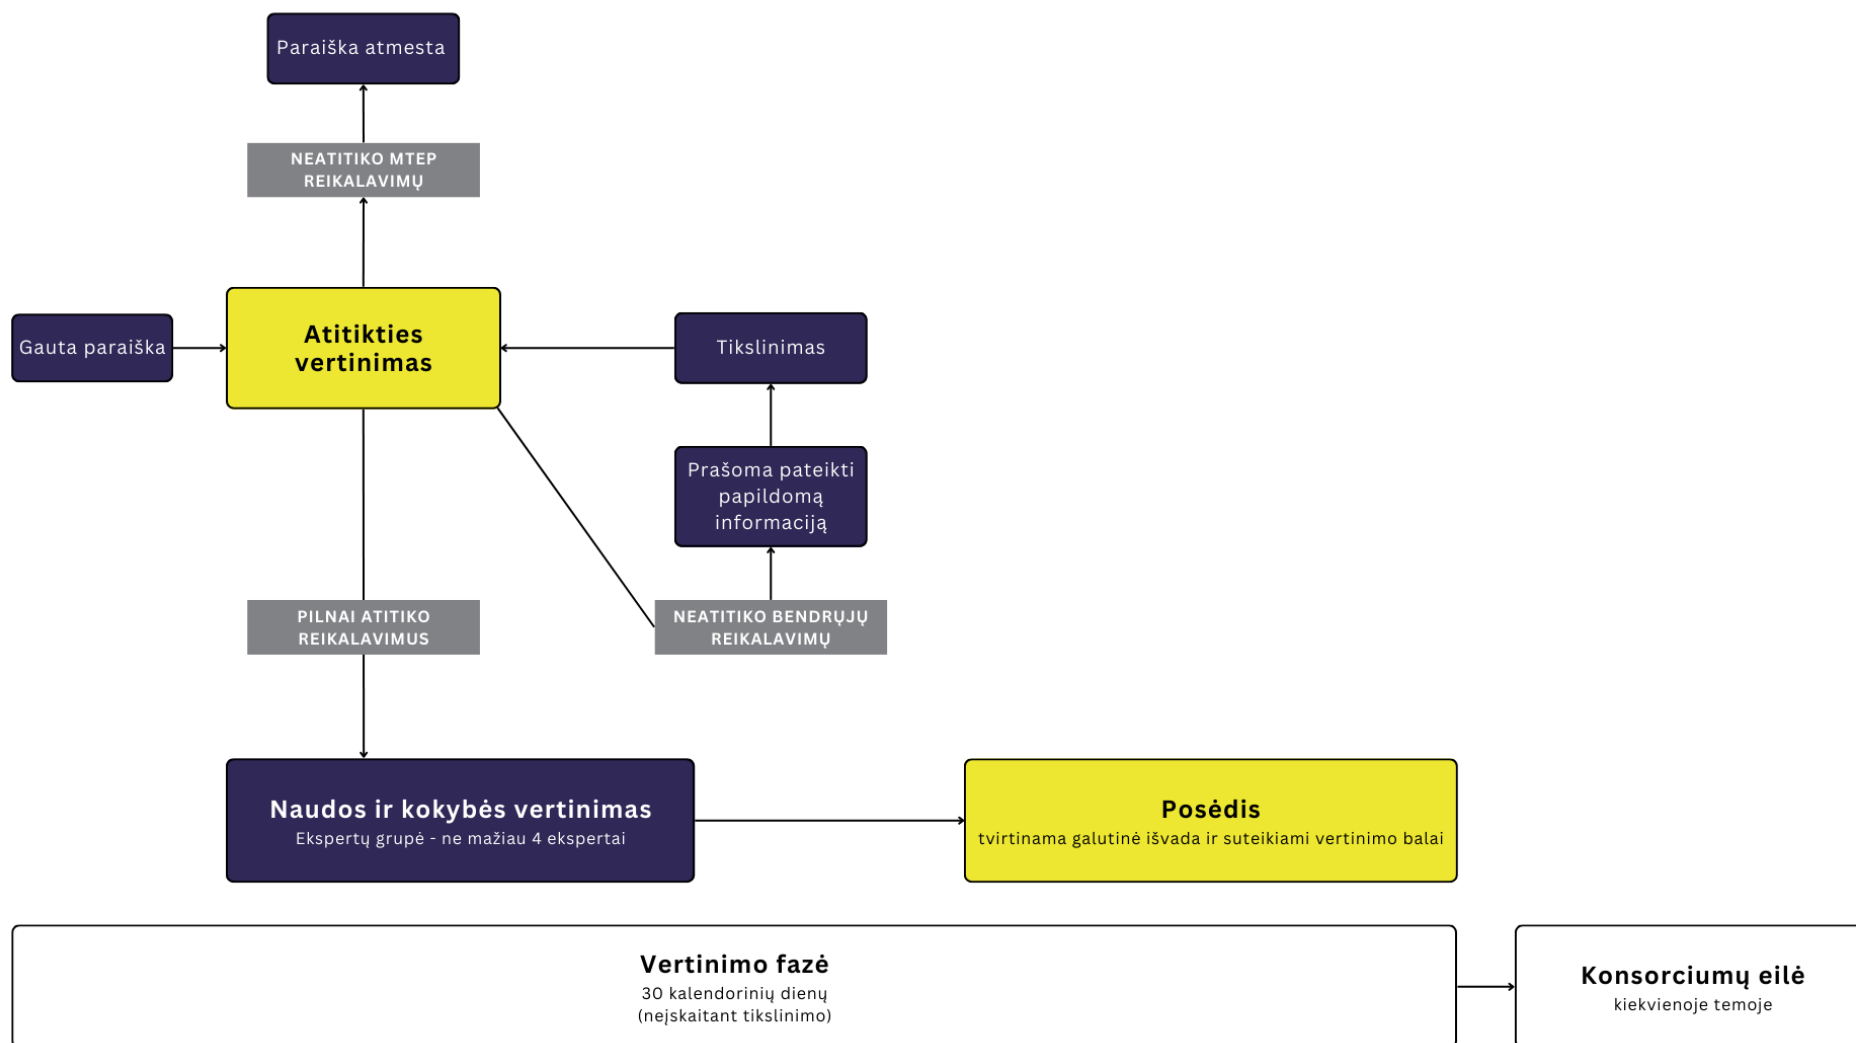 Paraiška atmesta
NEATITIKO MTEP
REIKALAVIMŲ
Gauta paraiška
Atitikties
vertinimas
Tikslinimas
Prašoma pateikti
papildomą
informaciją
PILNAI ATITIKO
REIKALAVIMUS
NEATITIKO BENDRŲJŲ
REIKALAVIMŲ
Naudos ir kokybės vertinimas
Ekspertų grupė - ne mažiau 4 ekspertai
Posėdis
tvirtinama galutinė išvada ir suteikiami vertinimo balai
Vertinimo fazė
30 kalendorinių dienų
(neįskaitant tikslinimo)
Konsorciumų eilė
kiekvienoje temoje